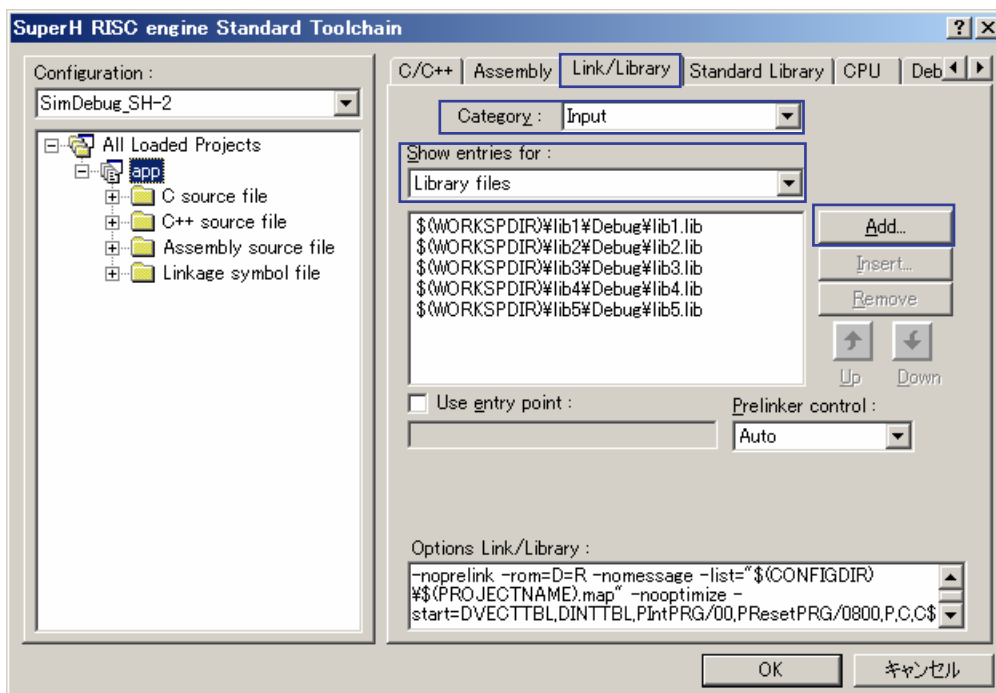 SuperH RISC engine Standard Toolchain
Configuration :
SimDebug_SH-2
All Loaded Projects
app
C source file
C++ source file
Assembly source file
Linkage symbol file
C/C++ Assembly Link/Library Standard Library CPU Deb
Category : Input
Show entries for :
Library files
$(WORKSPDIR)¥lib1¥Debug¥lib1.lib
$(WORKSPDIR)¥lib2¥Debug¥lib2.lib
$(WORKSPDIR)¥lib3¥Debug¥lib3.lib
$(WORKSPDIR)¥lib4¥Debug¥lib4.lib
$(WORKSPDIR)¥lib5¥Debug¥lib5.lib
Add...
Insert...
Remove
Up Down
Use entry point :
Prelinker control :
Auto
Options Link/Library :
-noprelink -rom=D=R -nomessage -list="$(CONFIGDIR)
¥$(PROJECTNAME).map" -nooptimize -
start=DVECTTBL,DINTTBL,PIntPRG/00,PResetPRG/0800,P,C,C$
OK キャンセル